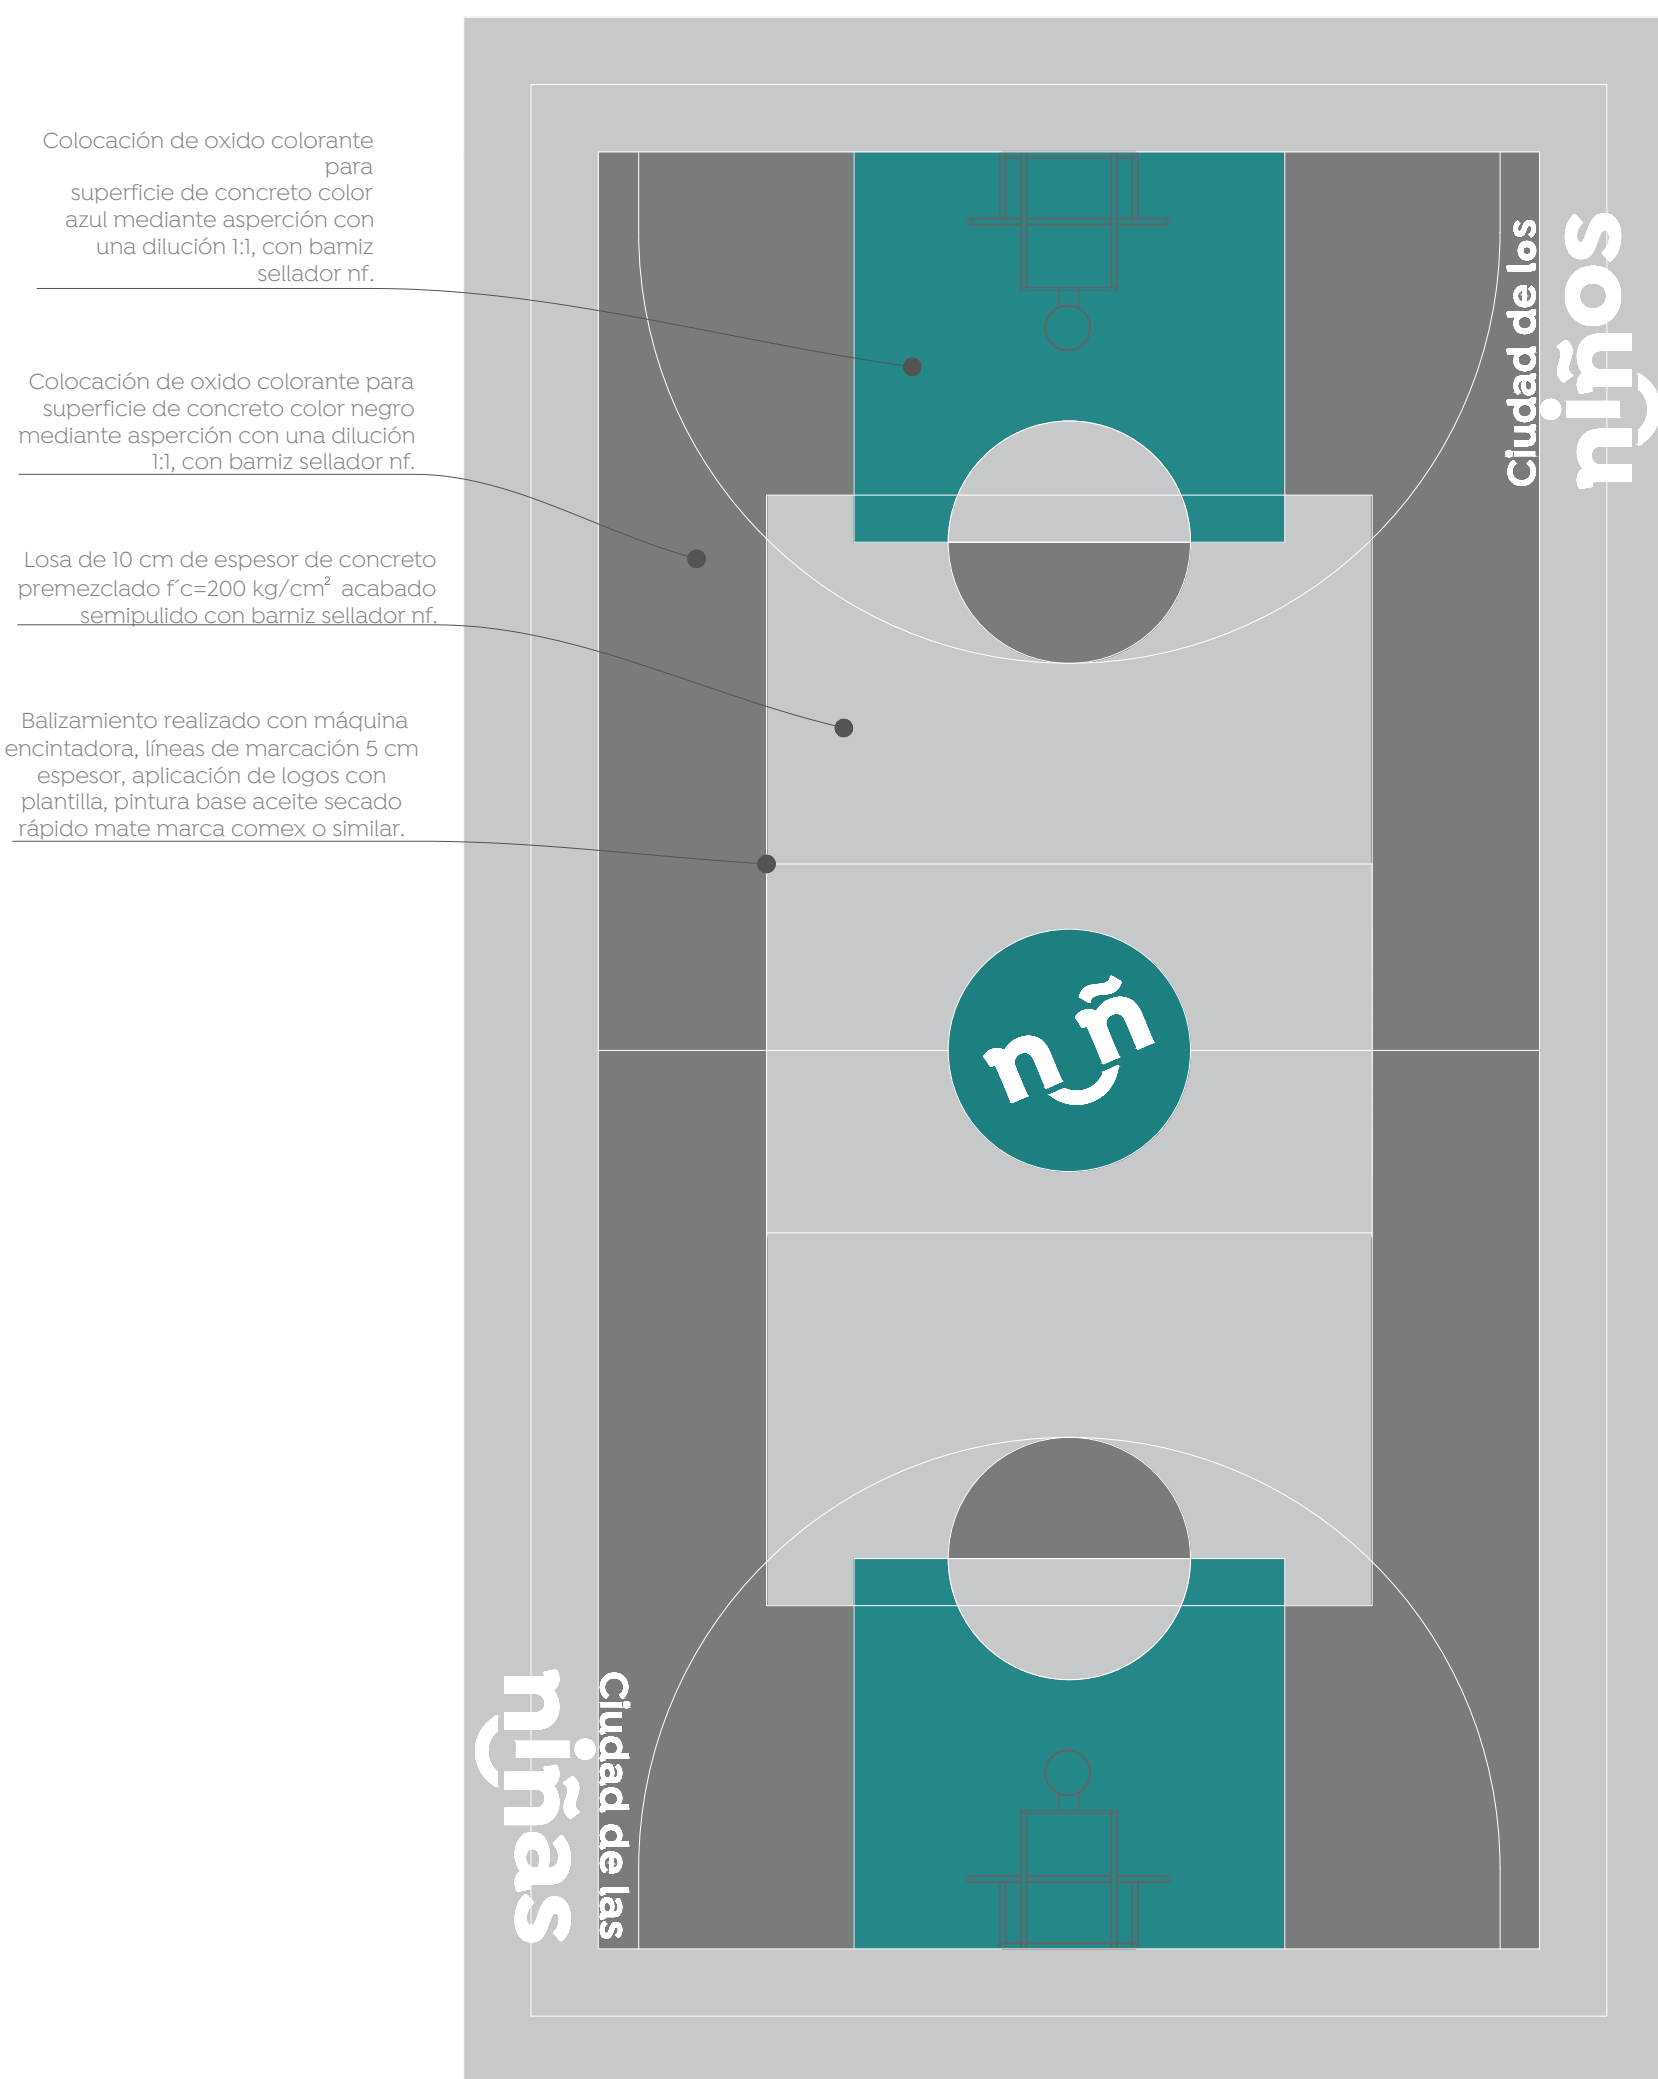 Colocación de oxido colorante
para
superficie de concreto color
azul mediante asperción con
una dilución 1:1, con barniz
sellador nf.
Colocación de oxido colorante para
superficie de concreto color negro
mediante asperción con una dilución
1:1, con barniz sellador nf.
Losa de 10 cm de espesor de concreto
premezclado f´c=200 kg/cm² acabado
semipulido con barniz sellador nf.
Balizamiento realizado con máquina
encintadora, líneas de marcación 5 cm
espesor, aplicación de logos con
plantilla, pintura base aceite secado
rápido mate marca comex o similar.
Ciudad de los
niños
nñ
Ciudad de las
niñas